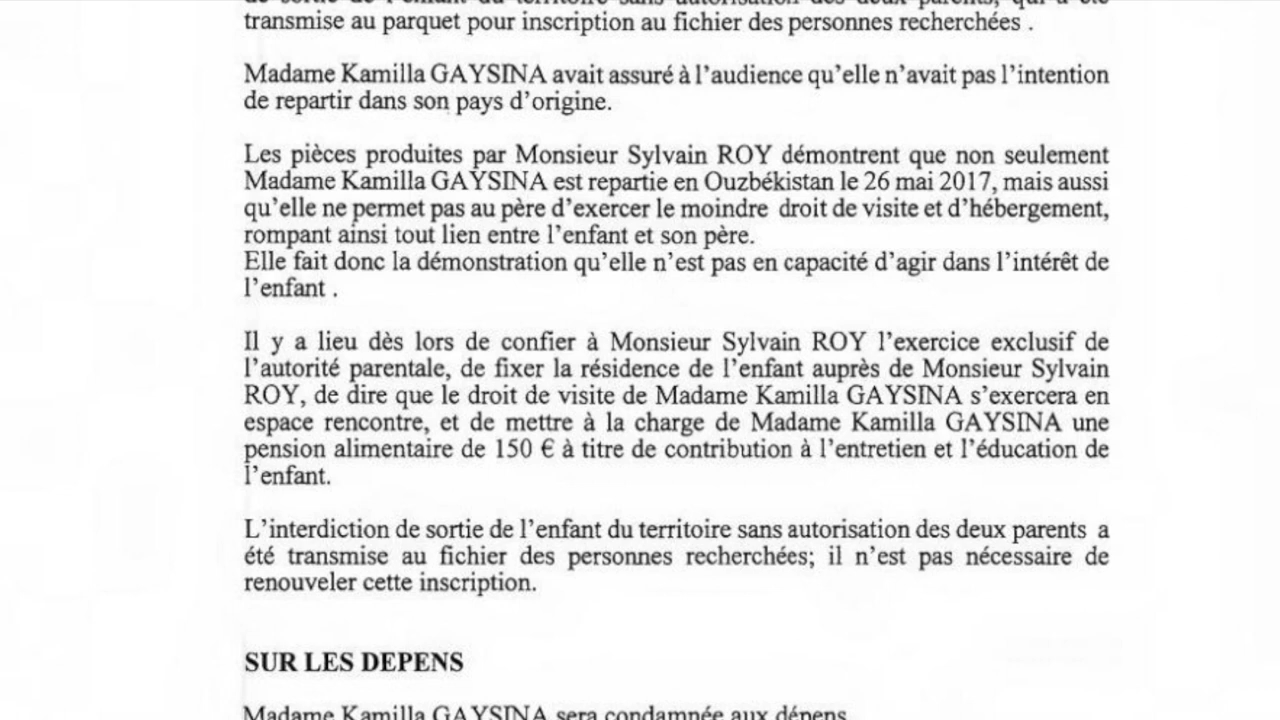 transmise au parquet pour inscription au fichier des personnes recherchées .
Madame Kamilla GAYSINA avait assuré à l'audience qu'elle n'avait pas l'intention
de repartir dans son pays d'origine.
Les pièces produites par Monsieur Sylvain ROY démontrent que non seulement
Madame Kamilla GAYSINA est repartie en Ouzbékistan le 26 mai 2017, mais aussi
qu'elle ne permet pas au père d'exercer le moindre droit de visite et d'hébergement,
rompant ainsi tout lien entre l'enfant et son père.
Elle fait donc la démonstration qu'elle n'est pas en capacité d'agir dans l'intérêt de
l'enfant .
Il y a lieu dès lors de confier à Monsieur Sylvain ROY l'exercice exclusif de
l'autorité parentale, de fixer la résidence de l'enfant auprès de Monsieur Sylvain
ROY, de dire que le droit de visite de Madame Kamilla GAYSINA s'exercera en
espace rencontre, et de mettre à la charge de Madame Kamilla GAYSINA une
pension alimentaire de 150 € à titre de contribution à l'entretien et l'éducation de
l'enfant.
L'interdiction de sortie de l'enfant du territoire sans autorisation des deux parents a
été transmise au fichier des personnes recherchées; il n'est pas nécessaire de
renouveler cette inscription.
SUR LES DEPENS
Madame Kamilla GAYSINA sera condamnée aux dépens